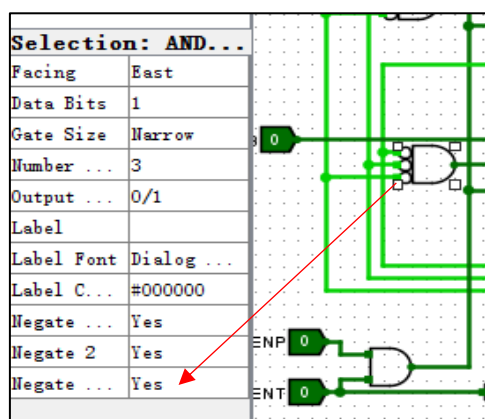 Selection: AND...
Facing East
Data Bits 1
Gate Size Narrow
Number ... 3
Output ... 0/1
Label
Label Font Dialog ...
Label C... #000000
Negate ... Yes
Negate 2 Yes
Negate ... Yes
0
ENP 0
ENT 0